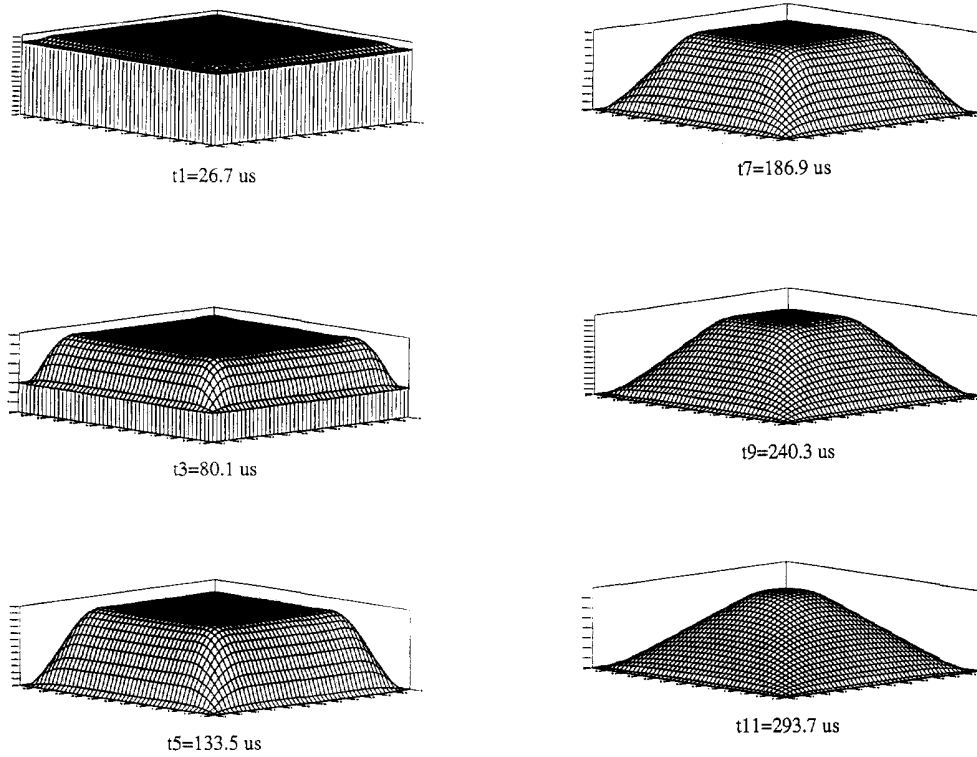 t1=26.7 us
t7=186.9 us
t3=80.1 us
t9=240.3 us
t5=133.5 us
t11=293.7 us